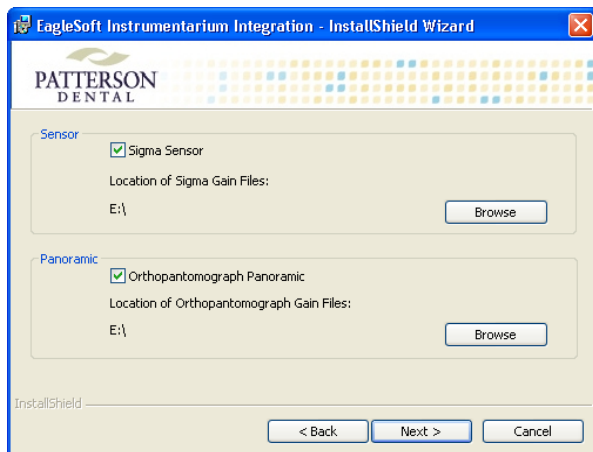 EagleSoft Instrumentarium Integration - InstallShield Wizard
PATTERSON
DENTAL
Sensor
Sigma Sensor
Location of Sigma Gain Files:
E:\
Browse
Panoramic
Orthopantomograph Panoramic
Location of Orthopantomograph Gain Files:
E:\
Browse
InstallShield
< Back
Next >
Cancel